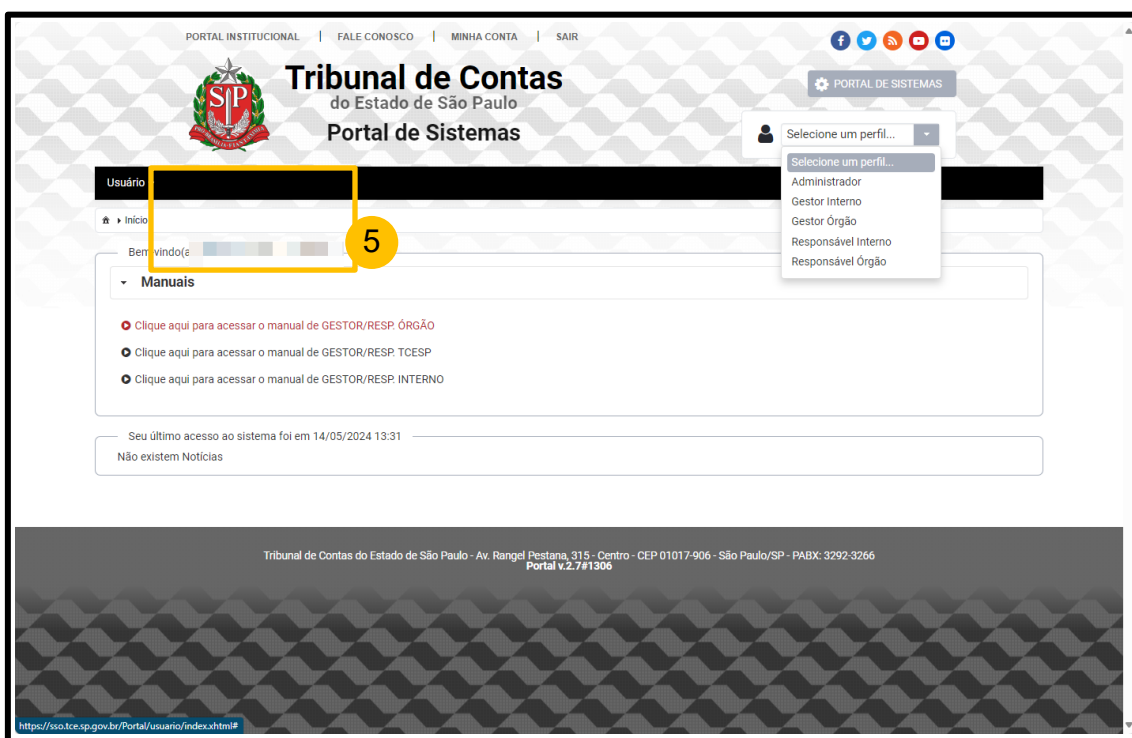 PORTAL INSTITUCIONAL | FALE CONOSCO | MINHA CONTA | SAIR
Tribunal de Contas
do Estado de São Paulo
Portal de Sistemas
PORTAL DE SISTEMAS
Selecione um perfil...
Selecione um perfil...
Administrador
Gestor Interno
Gestor Órgão
Responsável Interno
Responsável Órgão
Usuário
Início
5
Bem-vindo(a
Manuais
Clique aqui para acessar o manual de GESTOR/RESP. ÓRGÃO
Clique aqui para acessar o manual de GESTOR/RESP. TCESP
Clique aqui para acessar o manual de GESTOR/RESP. INTERNO
Seu último acesso ao sistema foi em 14/05/2024 13:31
Não existem Notícias
Tribunal de Contas do Estado de São Paulo - Av. Rangel Pestana, 315 - Centro - CEP 01017-906 - São Paulo/SP - PABX: 3292-3266
Portal v.2.7#1306
https://sso.tce.sp.gov.br/Portal/usuario/index.xhtml#